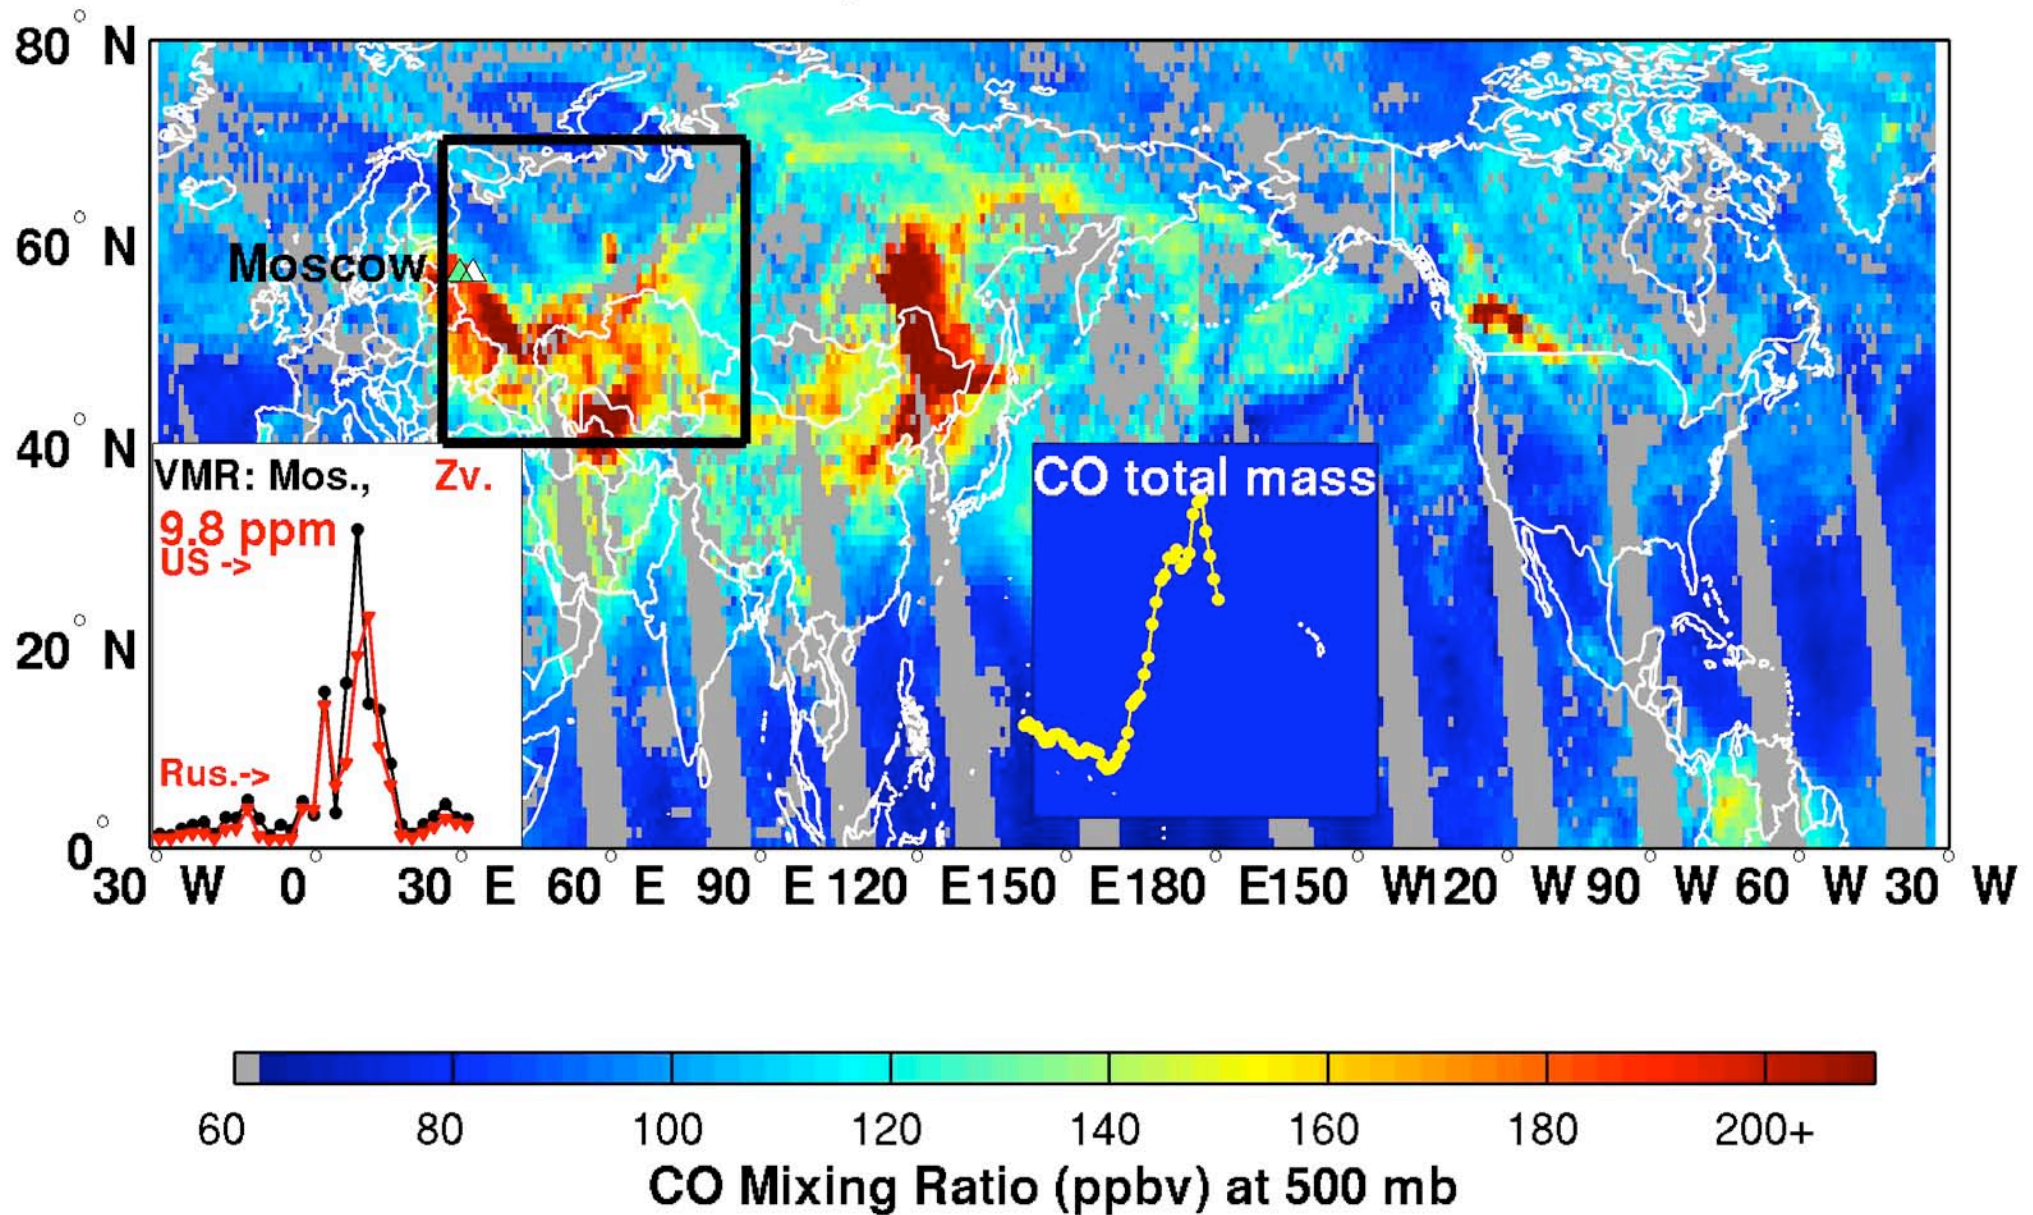 80° N
60° N
Moscow
40° N
VMR: Mos., Zv.
9.8 ppm
US ->
CO total mass
20° N
Rus.->
0°
30° W 0° 30° E 60° E 90° E 120° E 150° E 180° E 150° W 120° W 90° W 60° W 30° W
60 80 100 120 140 160 180 200+
CO Mixing Ratio (ppbv) at 500 mb